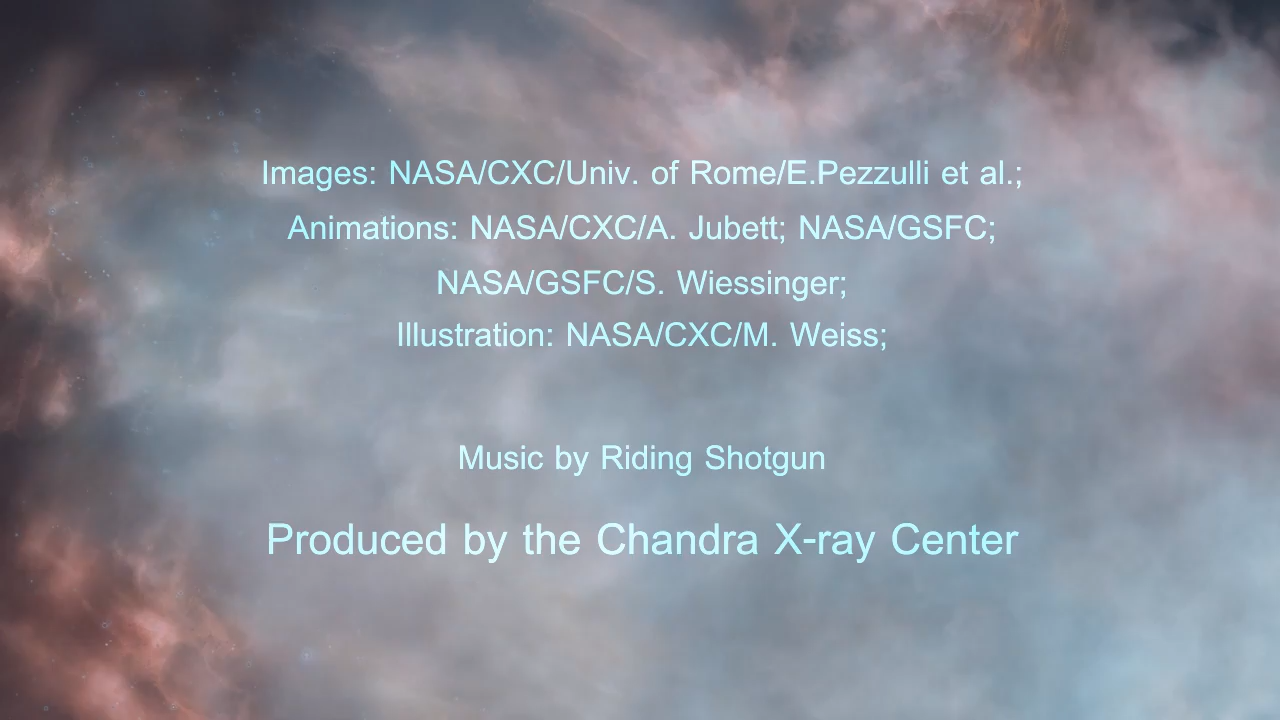 Images: NASA/CXC/Univ. of Rome/E.Pezzulli et al.;
Animations: NASA/CXC/A. Jubett; NASA/GSFC;
NASA/GSFC/S. Wiessinger;
Illustration: NASA/CXC/M. Weiss;
Music by Riding Shotgun
Produced by the Chandra X-ray Center